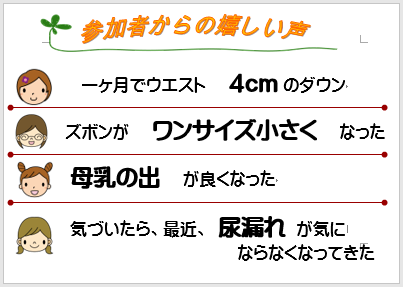 参加者からの嬉しい声
一ヶ月でウエスト 4cmのダウン
ズボンが ワンサイズ小さく なった
母乳の出 が良くなった
気づいたら、最近、 尿漏れ が気に
ならなくなってきた